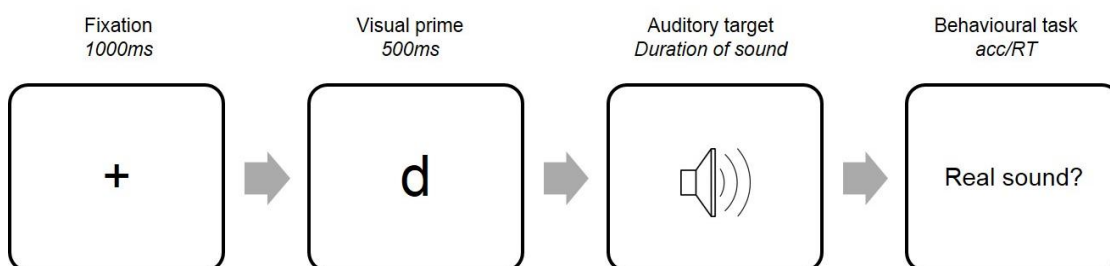 Fixation
1000ms
Visual prime
500ms
Auditory target
Duration of sound
Behavioural task
acc/RT
+
d
Real sound?